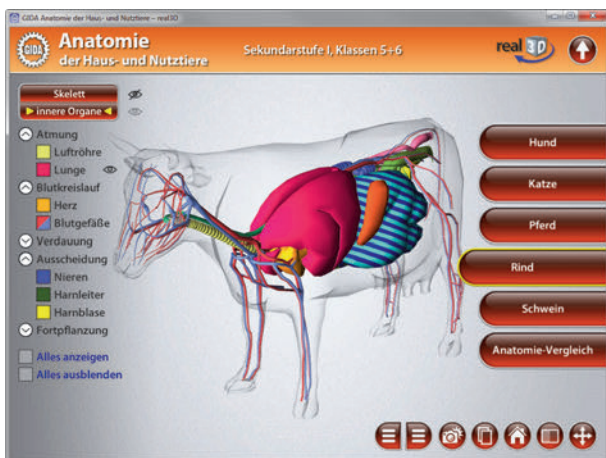 GIDA Anatomie der Haus- und Nutztiere – real3D
GIDA
Anatomie
der Haus- und Nutztiere
Sekundarstufe I, Klassen 5+6
real 3D
Skelett
innere Organe
Atmung
Luftröhre
Lunge
Blutkreislauf
Herz
Blutgefäße
Verdauung
Ausscheidung
Nieren
Harnleiter
Harnblase
Fortpflanzung
Alles anzeigen
Alles ausblenden
Hund
Katze
Pferd
Rind
Schwein
Anatomie-Vergleich